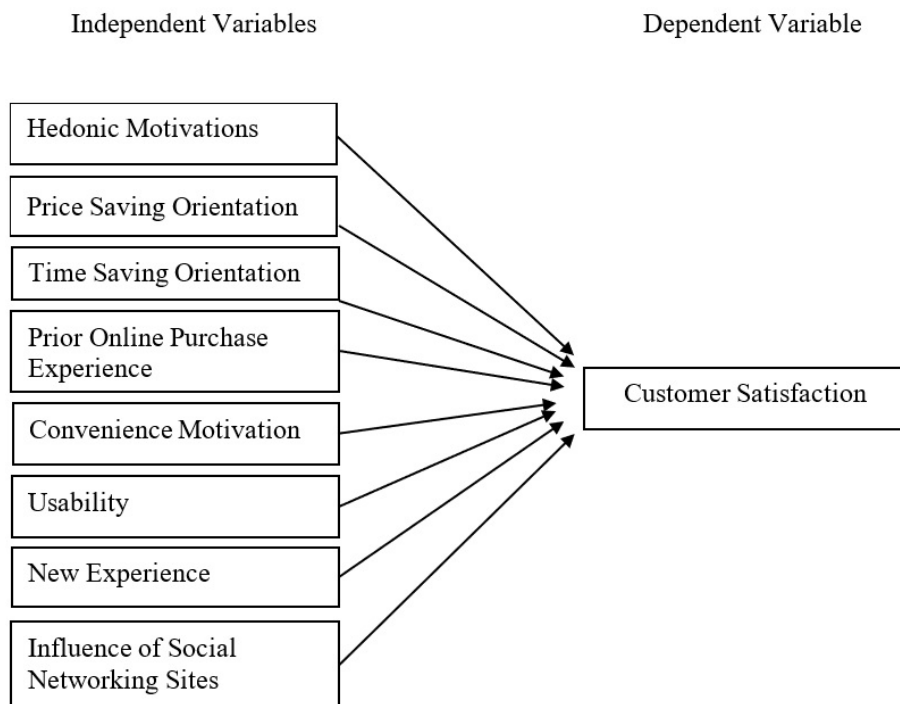 Independent Variables
Dependent Variable
Hedonic Motivations
Price Saving Orientation
Time Saving Orientation
Prior Online Purchase
Experience
Convenience Motivation
Usability
New Experience
Influence of Social
Networking Sites
Customer Satisfaction